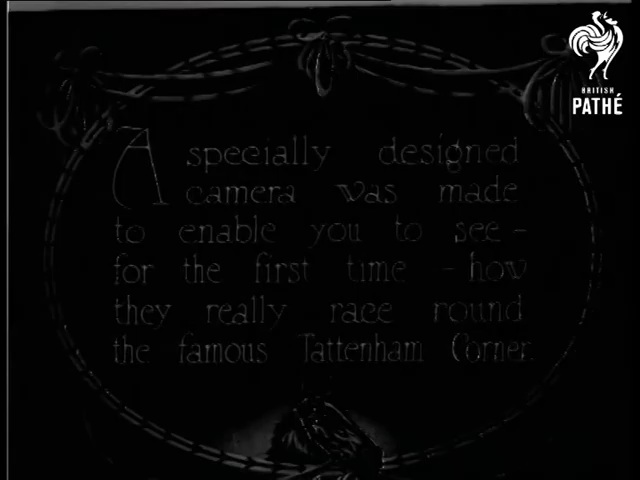 BRITISH
PATHÉ
A specially designed
camera was made
to enable you to see -
for the first time - how
they really race round
the famous Tattenham Corner.